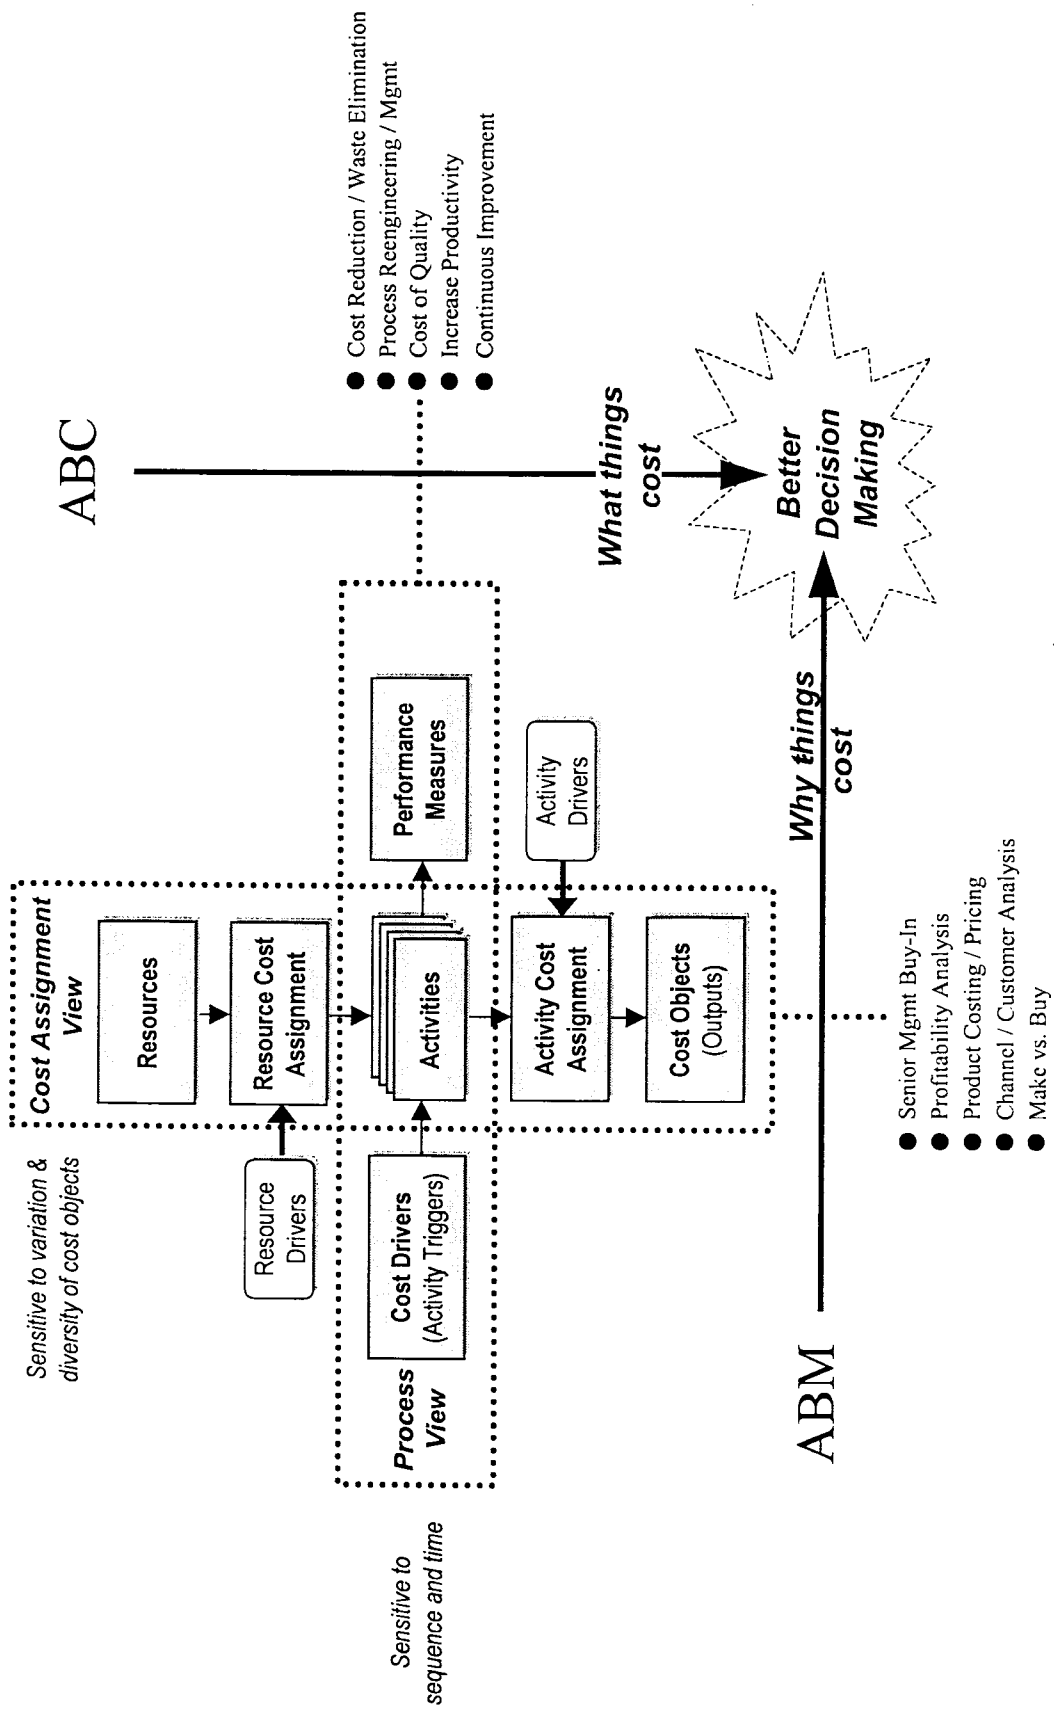 ABC
Sensitive to variation &
diversity of cost objects
Cost Assignment
View
Resources
Resource
Drivers
Resource Cost
Assignment
Sensitive to
sequence and time
Process
View
Cost Drivers
(Activity Triggers)
Activities
Performance
Measures
● Cost Reduction / Waste Elimination
● Process Reengineering / Mgmt
● Cost of Quality
● Increase Productivity
● Continuous Improvement
Activity Cost
Assignment
Activity
Drivers
Cost Objects
(Outputs)
What things
cost
ABM
Why things
cost
Better
Decision
Making
● Senior Mgmt Buy-In
● Profitability Analysis
● Product Costing / Pricing
● Channel / Customer Analysis
● Make vs. Buy